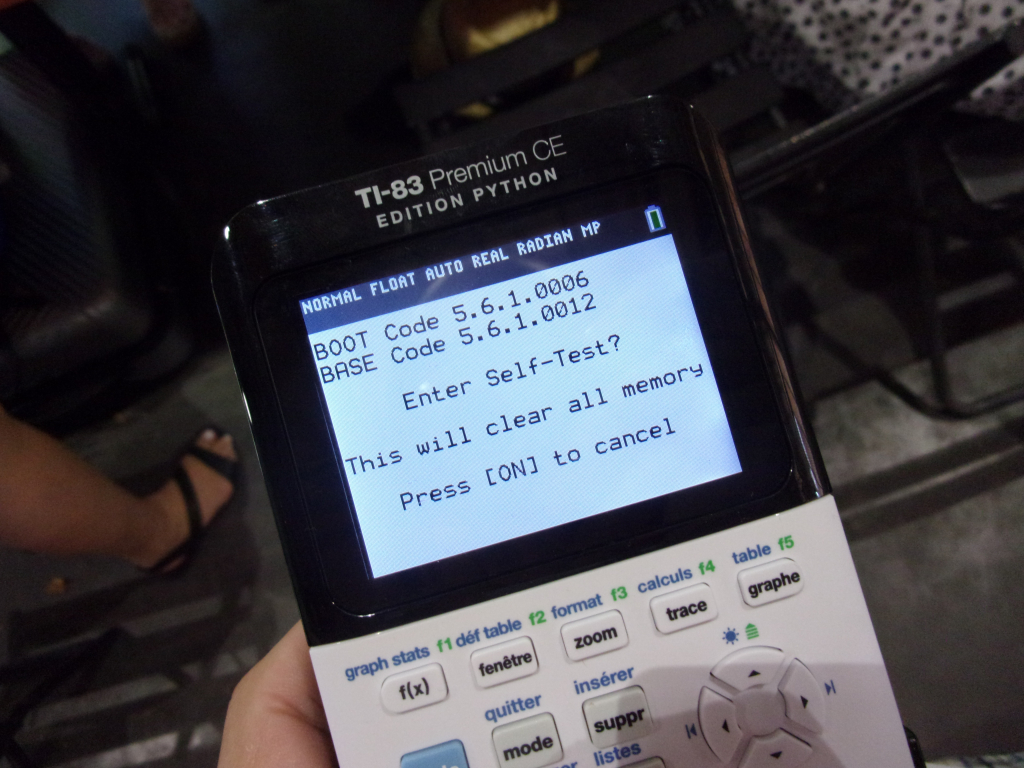 TI-83 Premium CE
EDITION PYTHON
NORMAL FLOAT AUTO REAL RADIAN MP
BOOT Code 5.6.1.0006
BASE Code 5.6.1.0012
Enter Self-Test?
This will clear all memory
Press [ON] to cancel
graph stats f1 déf table f2 format f3 calculs f4 table f5
f(x) fenêtre zoom trace graphe
quitter insérer
mode suppr
listes